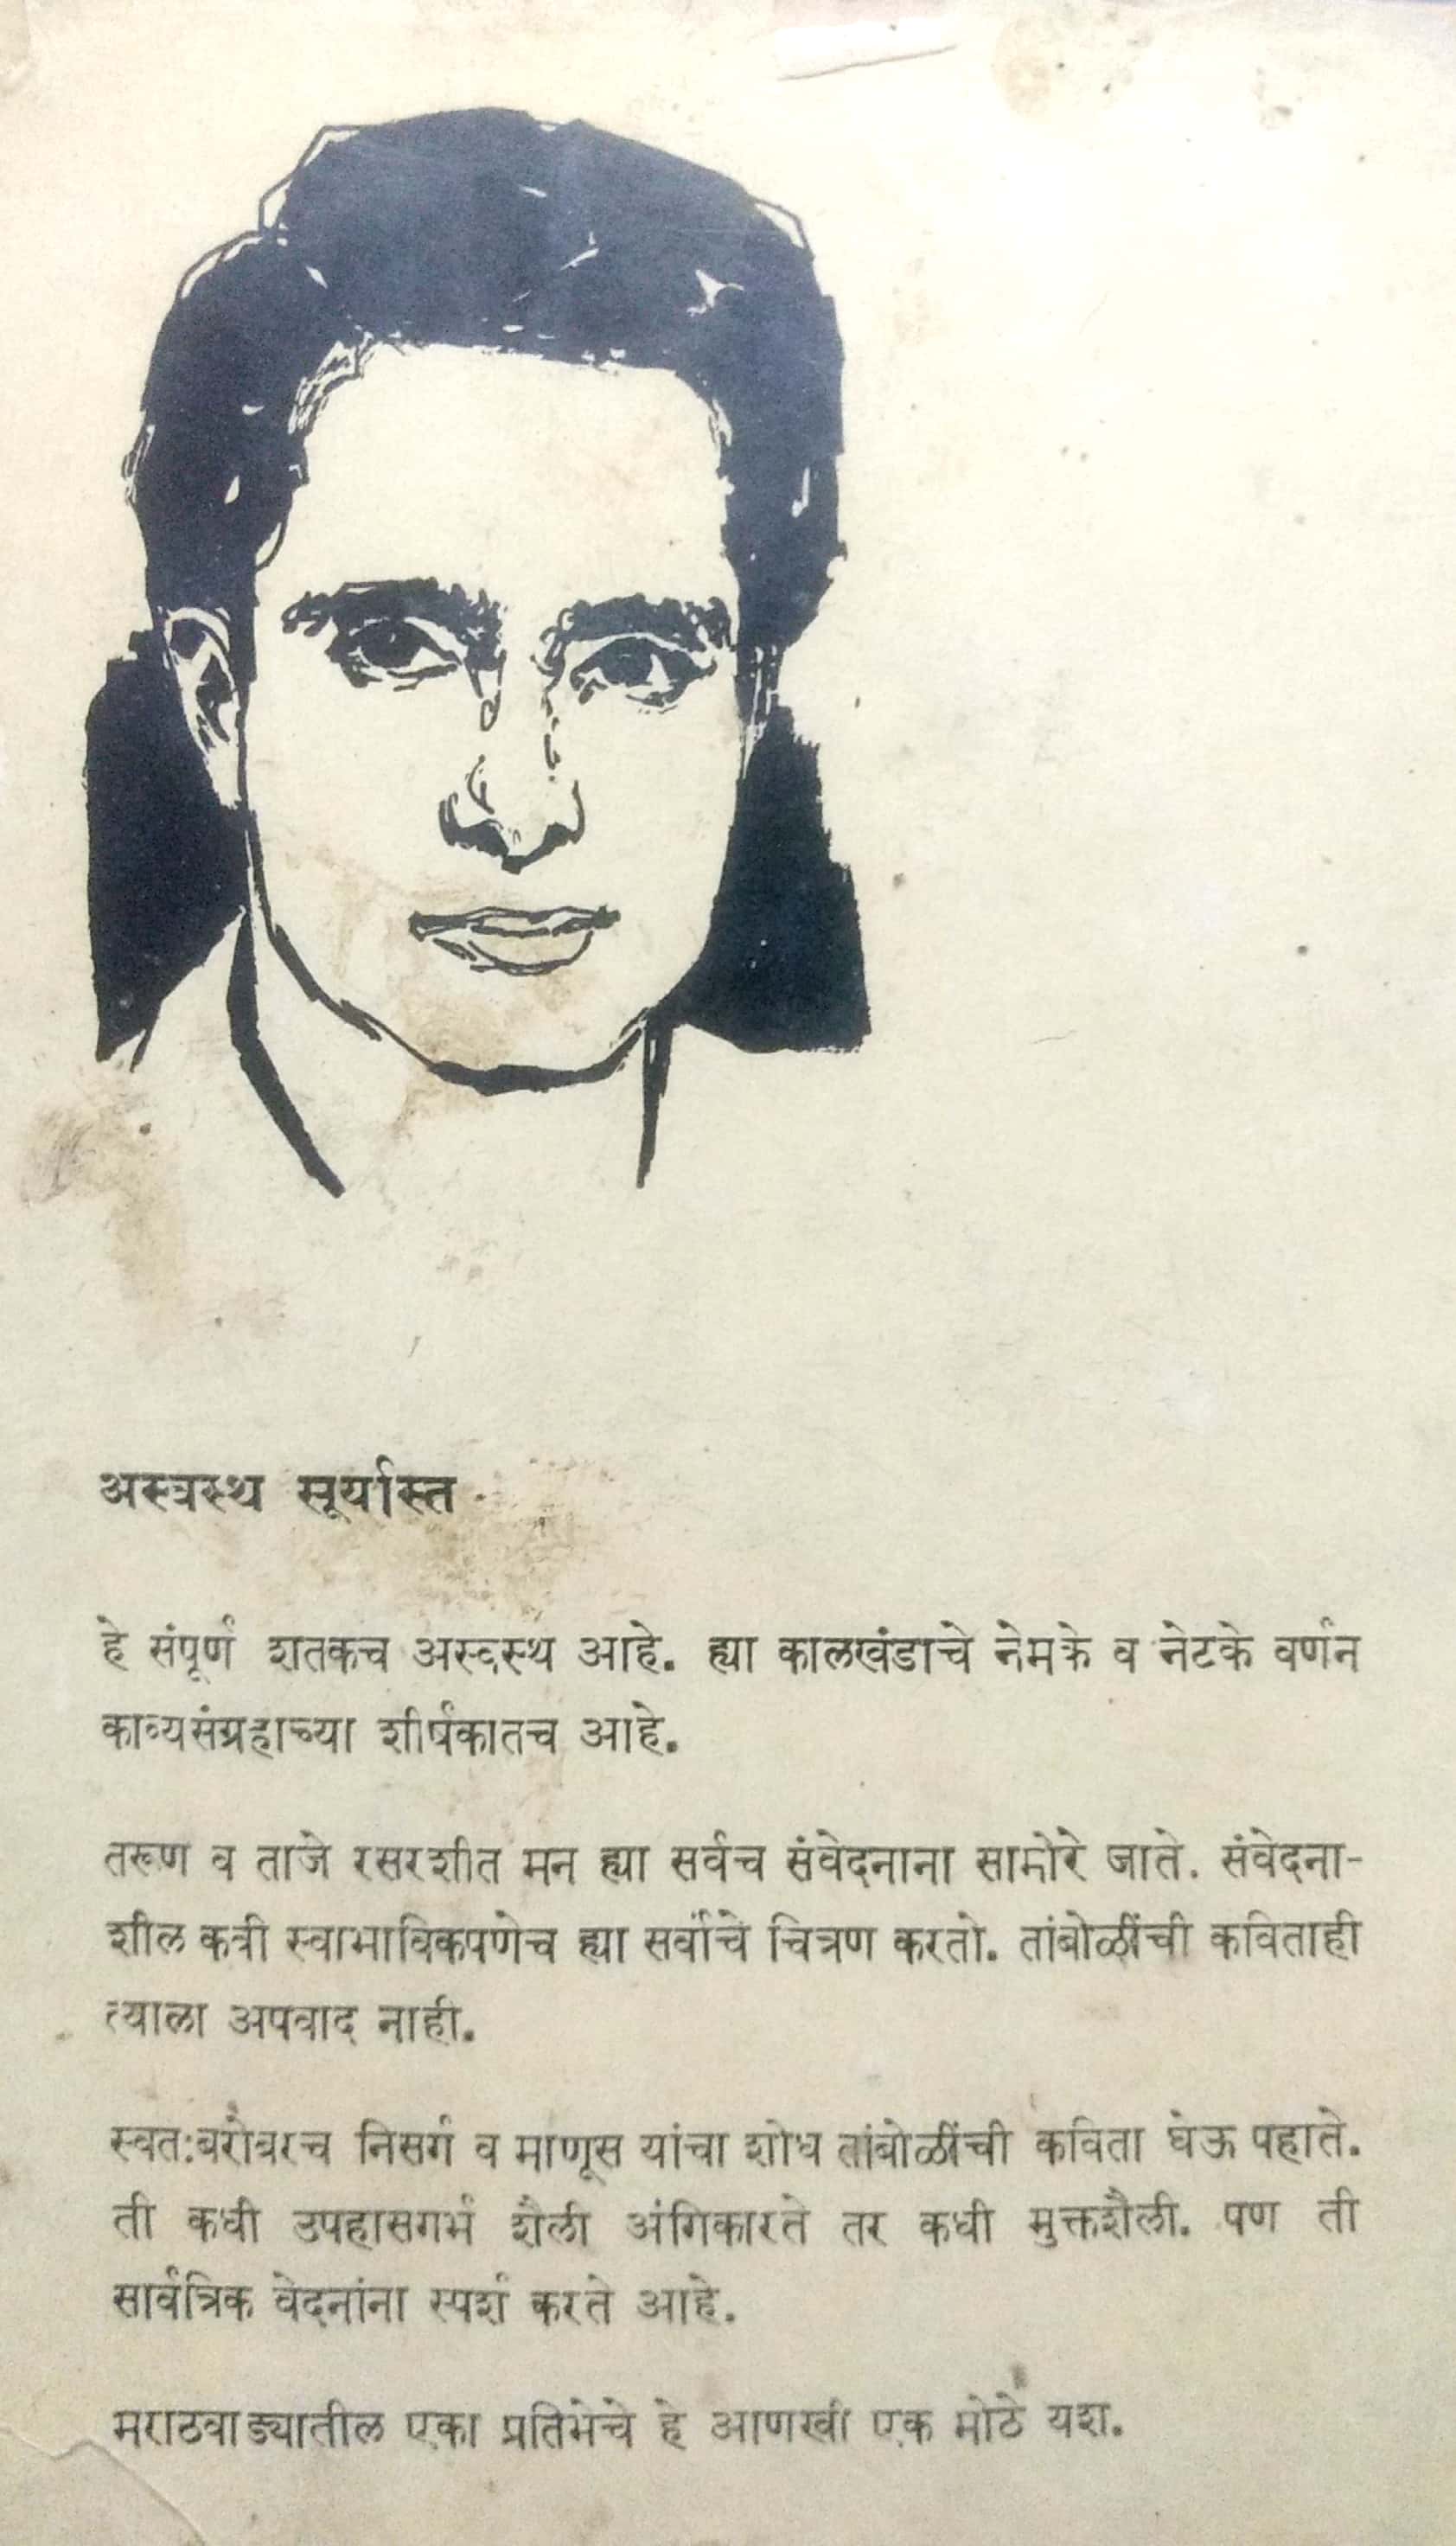 अस्वस्थ सूर्यास्त
हे संपूर्ण शतकच अस्वस्थ आहे. ह्या कालखंडाचे नेमके व नेटके वर्णन
काव्यसंग्रहाच्या शीर्षकातच आहे.
तरूण व ताजे रसरशीत मन ह्या सर्वच संवेदनाना सामोरे जाते. संवेदना-
शील कवी स्वाभाविकपणेच ह्या सर्वांचे चित्रण करतो. तांबोळींची कविताही
त्याला अपवाद नाही.
स्वतःबरोबरच निसर्ग व माणूस यांचा शोध तांबोळींची कविता घेऊ पहाते.
ती कधी उपहासगर्भ शैली अंगिकारते तर कधी मुक्तशैली. पण ती
सार्वत्रिक वेदनांना स्पर्श करते आहे.
मराठवाड्यातील एका प्रतिभेचे हे आणखी एक मोठे यश.